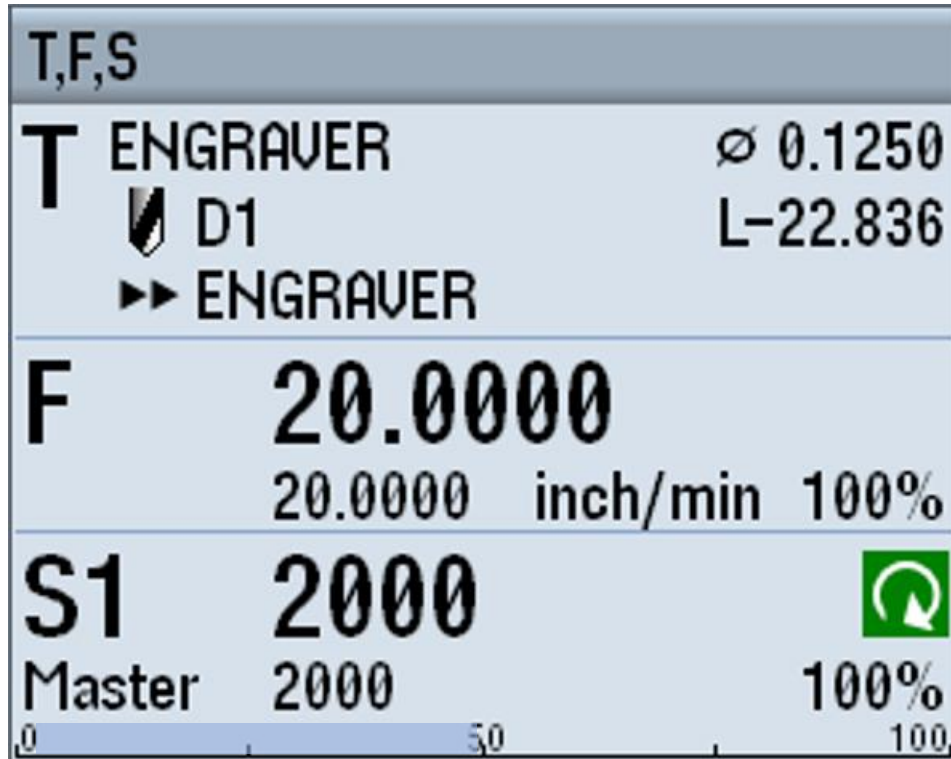 T,F,S
T ENGRAVER ⌀ 0.1250
D1 L-22.836
▸▸ ENGRAVER
F 20.0000
20.0000 inch/min 100%
S1 2000
Master 2000 100%
0 50 100